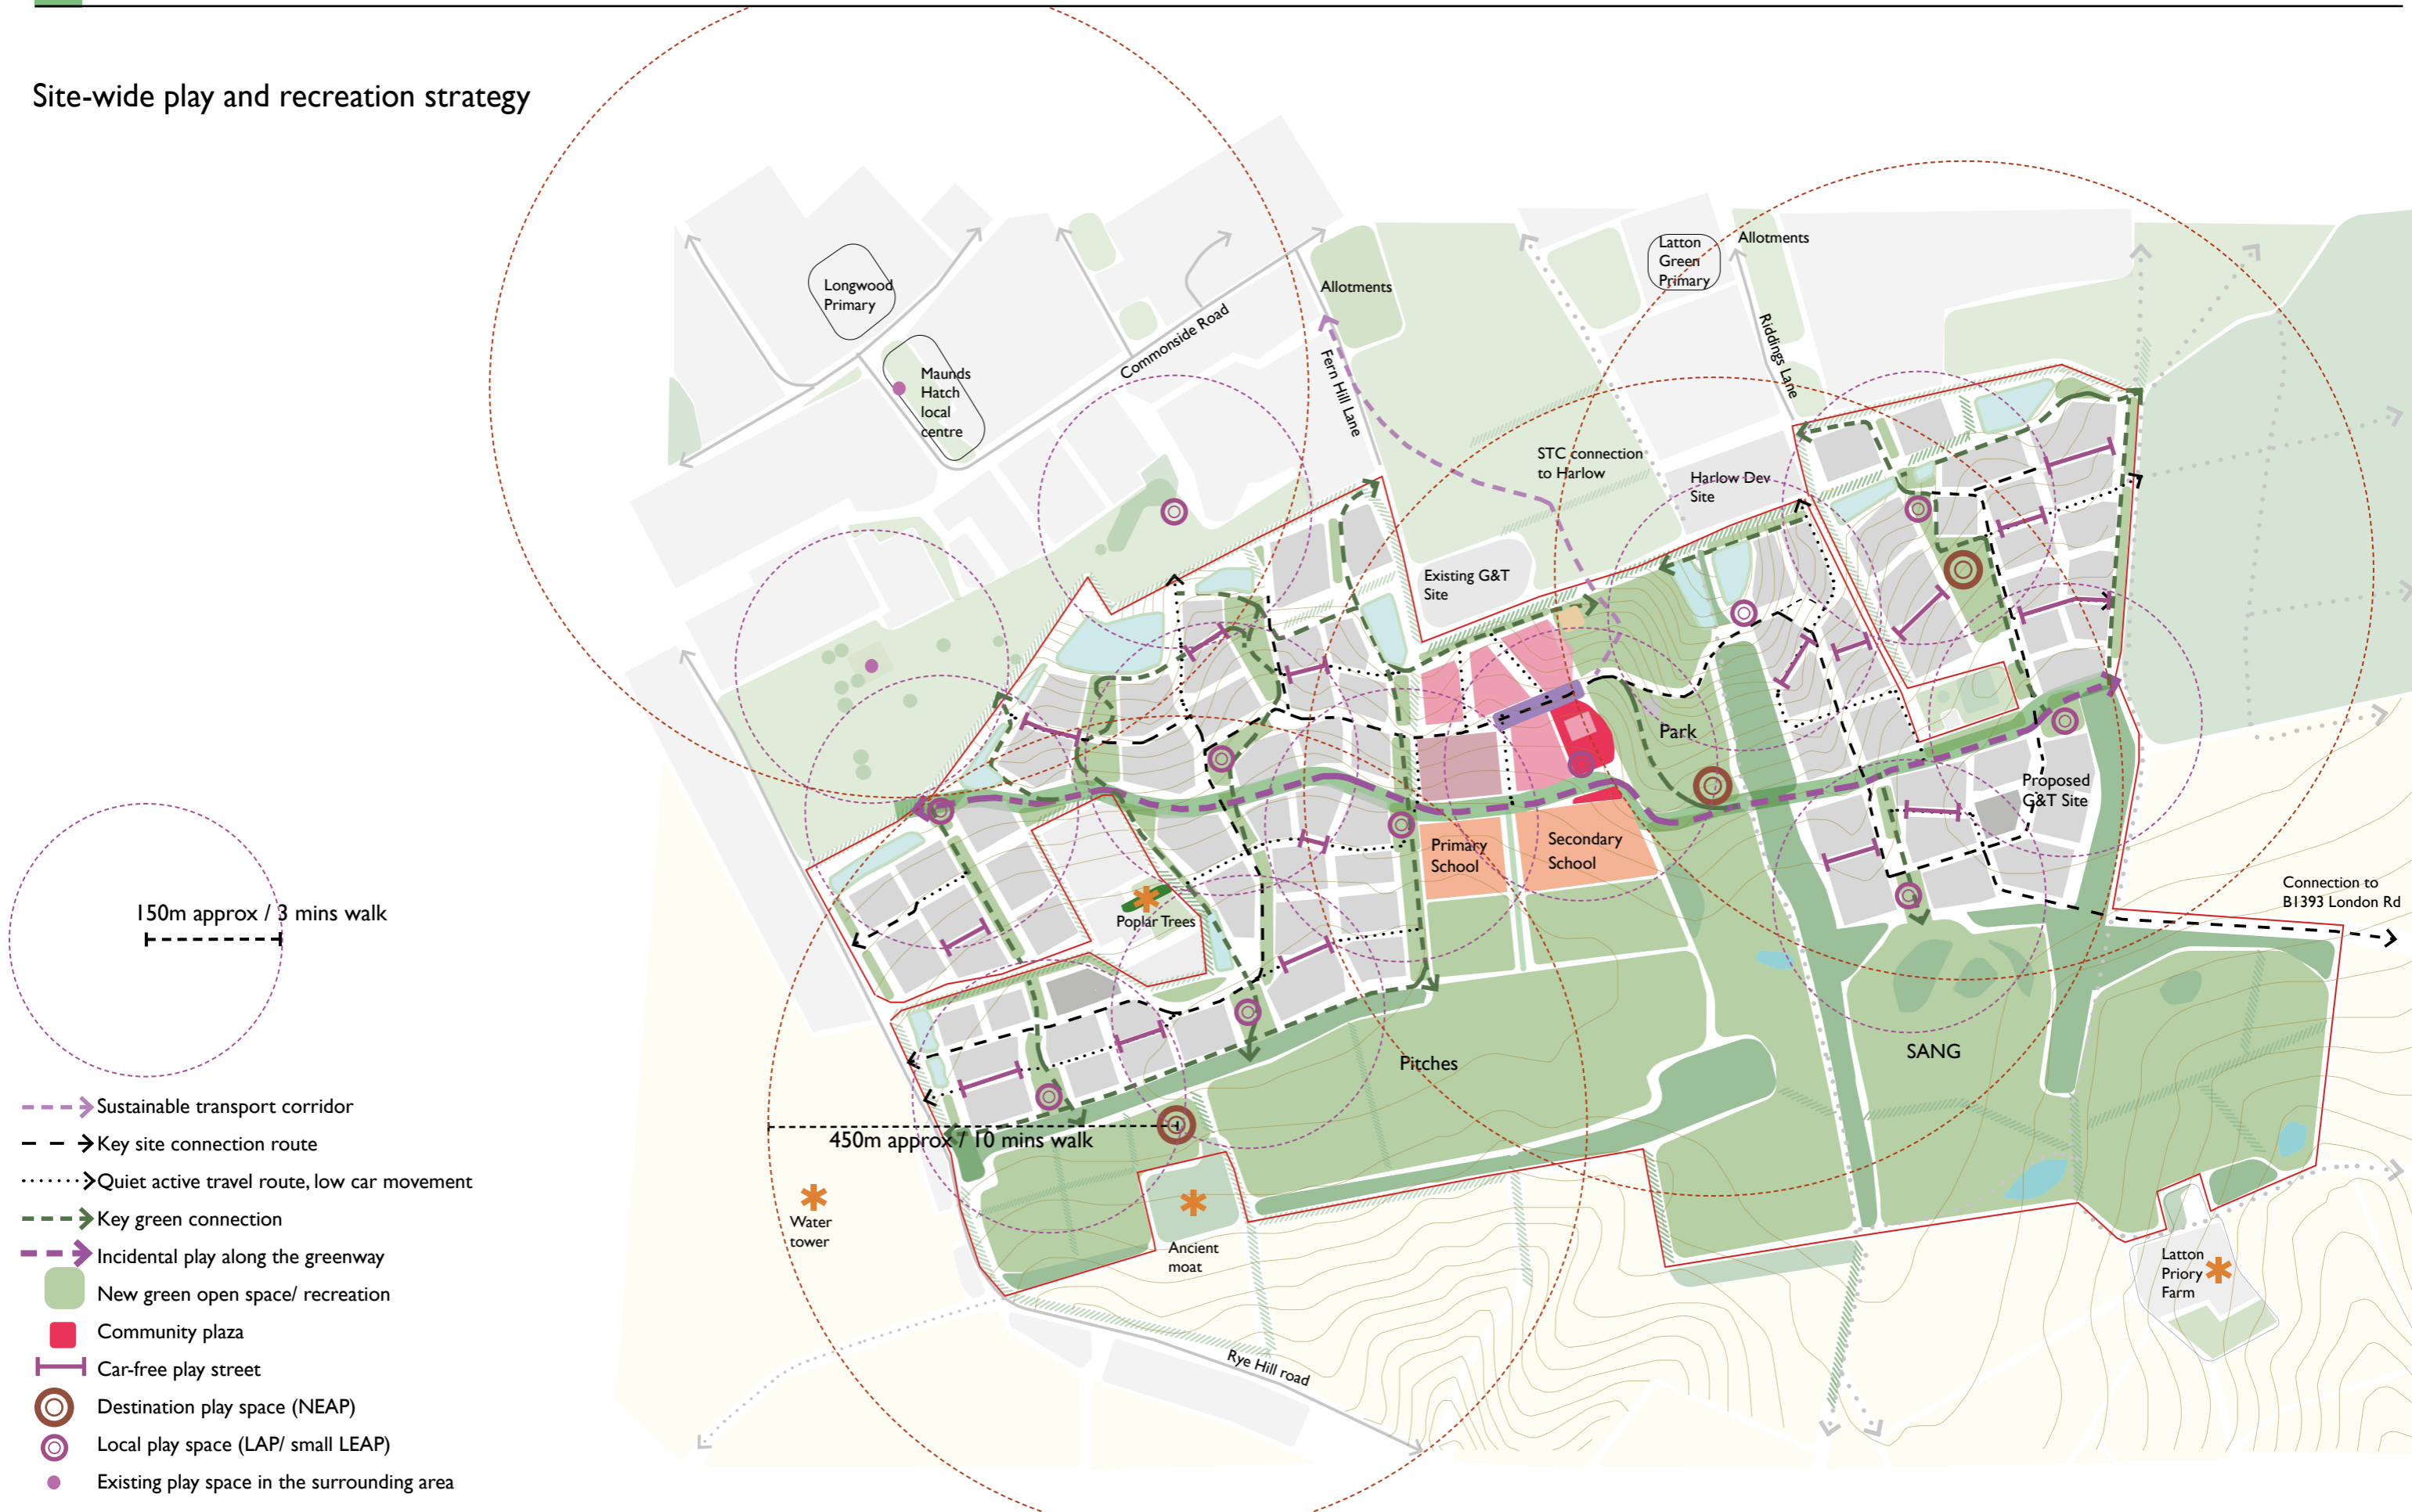 Site-wide play and recreation strategy
Longwood
Primary
Maunds
Hatch
local
centre
Commonside Road
Allotments
Fern Hill Lane
Latton
Green
Primary
Allotments
Riddings Lane
STC connection
to Harlow
Harlow Dev
Site
Existing G&T
Site
Park
Proposed
G&T Site
Primary
School
Secondary
School
Poplar Trees
Connection to
B1393 London Rd
Pitches
SANG
450m approx / 10 mins walk
Water
tower
Ancient
moat
Latton
Priory
Farm
Rye Hill road
150m approx / 3 mins walk
Sustainable transport corridor
Key site connection route
Quiet active travel route, low car movement
Key green connection
Incidental play along the greenway
New green open space/ recreation
Community plaza
Car-free play street
Destination play space (NEAP)
Local play space (LAP/ small LEAP)
Existing play space in the surrounding area